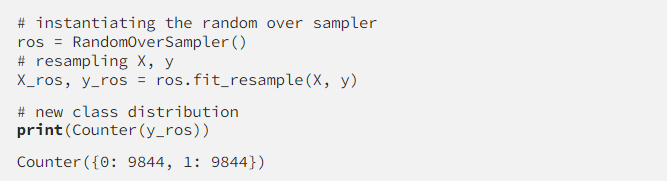 # instantiating the random over sampler
ros = RandomOverSampler()
# resampling X, y
X_ros, y_ros = ros.fit_resample(X, y)
# new class distribution
print(Counter(y_ros))
Counter({0: 9844, 1: 9844})